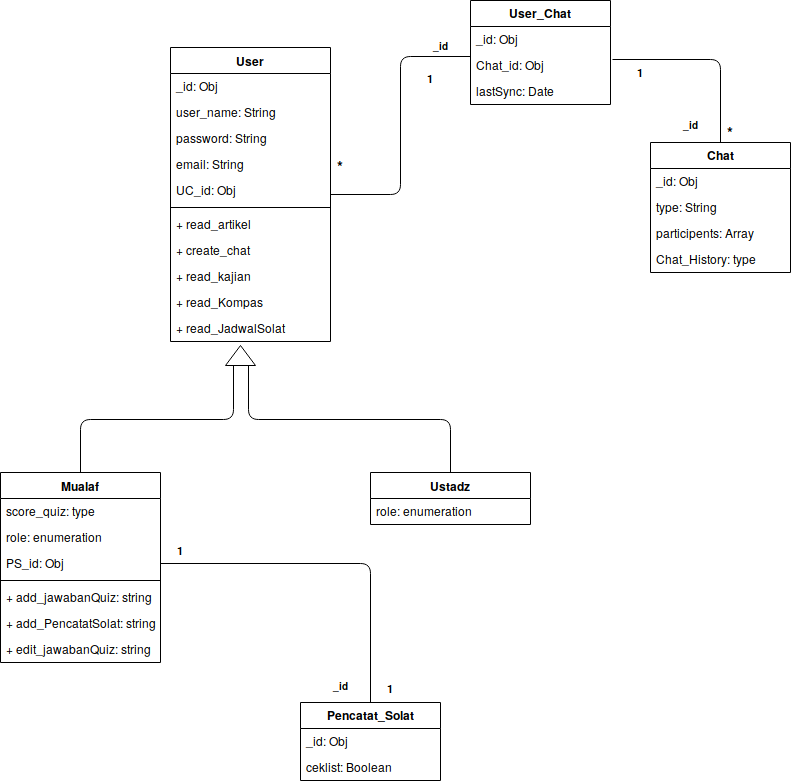 User_Chat
_id: Obj
Chat_id: Obj
lastSync: Date
_id
1
1
User
_id: Obj
user_name: String
password: String
email: String
UC_id: Obj
*
+ read_artikel
+ create_chat
+ read_kajian
+ read_Kompas
+ read_JadwalSolat
_id
*
Chat
_id: Obj
type: String
participents: Array
Chat_History: type
Mualaf
score_quiz: type
role: enumeration
PS_id: Obj
+ add_jawabanQuiz: string
+ add_PencatatSolat: string
+ edit_jawabanQuiz: string
Ustadz
role: enumeration
1
_id
1
Pencatat_Solat
_id: Obj
ceklist: Boolean